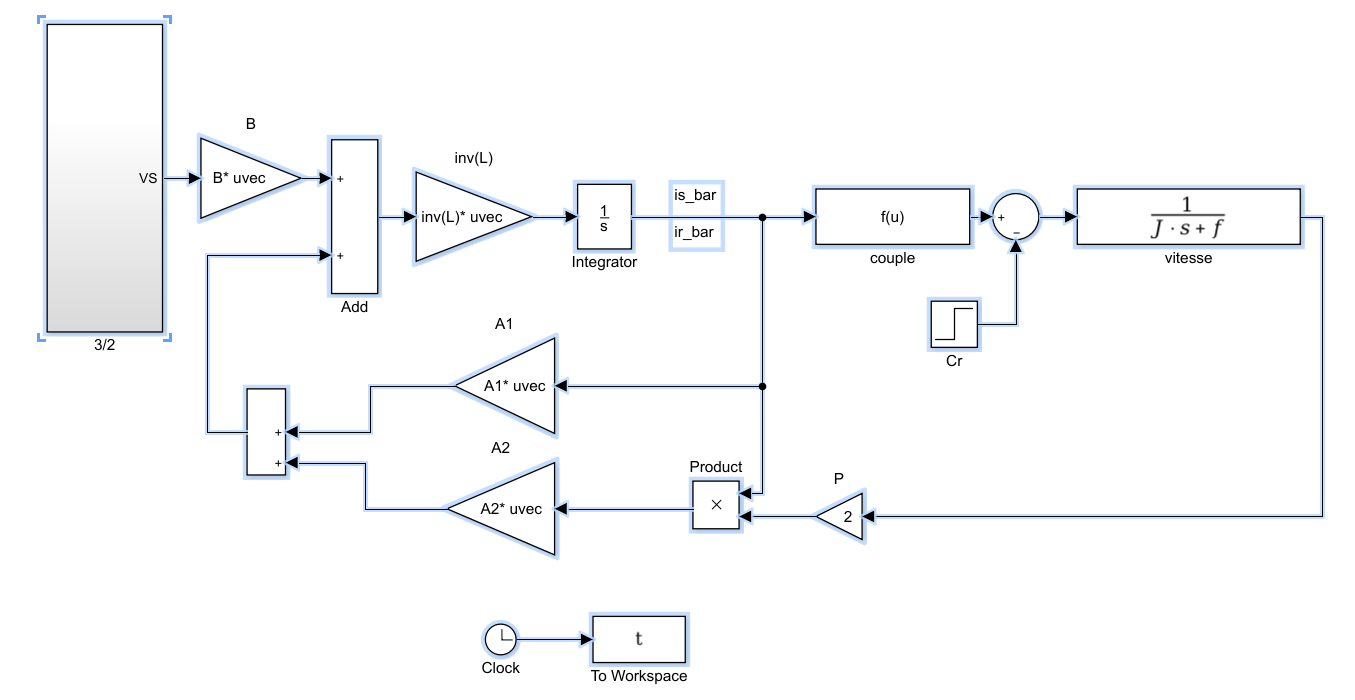 B
inv(L)
VS
B* uvec
+
+
Add
inv(L)* uvec
1
s
Integrator
is_bar
ir_bar
f(u)
couple
+
−
1
J · s + f
vitesse
3/2
Cr
A1
A1* uvec
+
+
A2
A2* uvec
Product
×
P
2
Clock
t
To Workspace